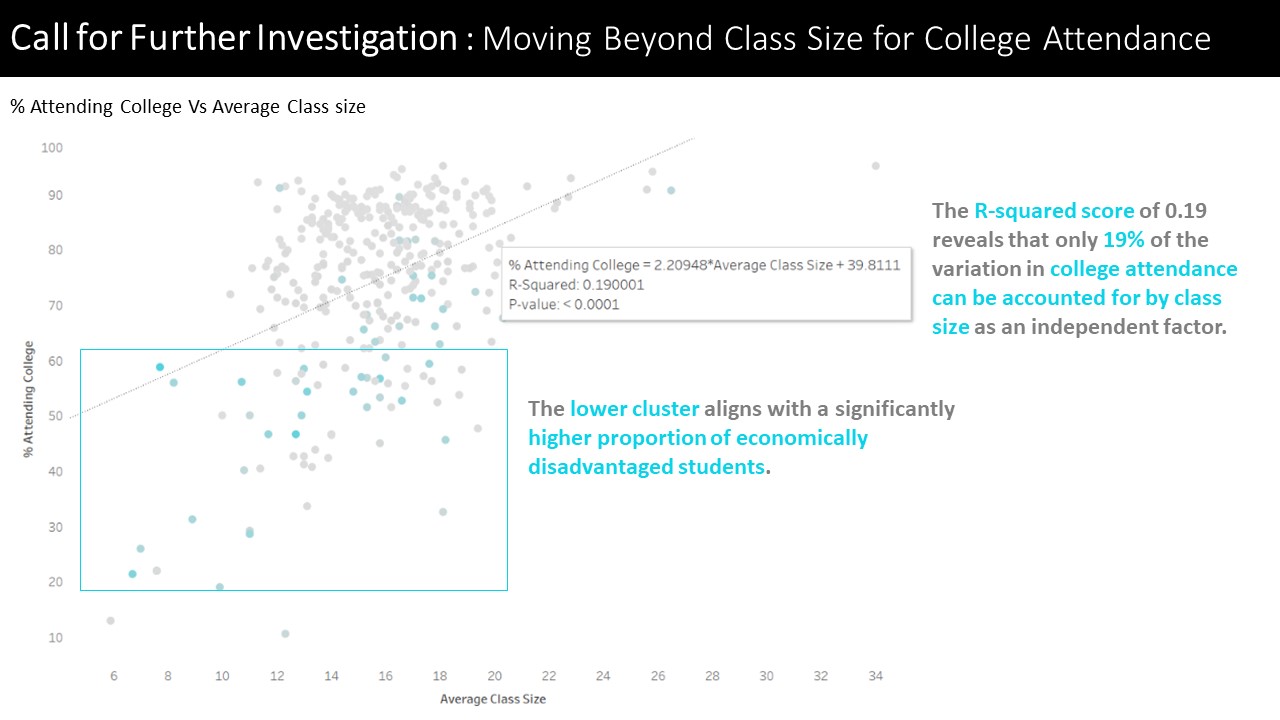 Call for Further Investigation : Moving Beyond Class Size for College Attendance
% Attending College Vs Average Class size
100
90
80
70
60
50
40
30
20
10
% Attending College
6 8 10 12 14 16 18 20 22 24 26 28 30 32 34
Average Class Size
% Attending College = 2.20948*Average Class Size + 39.8111
R-Squared: 0.190001
P-value: < 0.0001
The R-squared score of 0.19
reveals that only 19% of the
variation in college attendance
can be accounted for by class
size as an independent factor.
The lower cluster aligns with a significantly
higher proportion of economically
disadvantaged students.